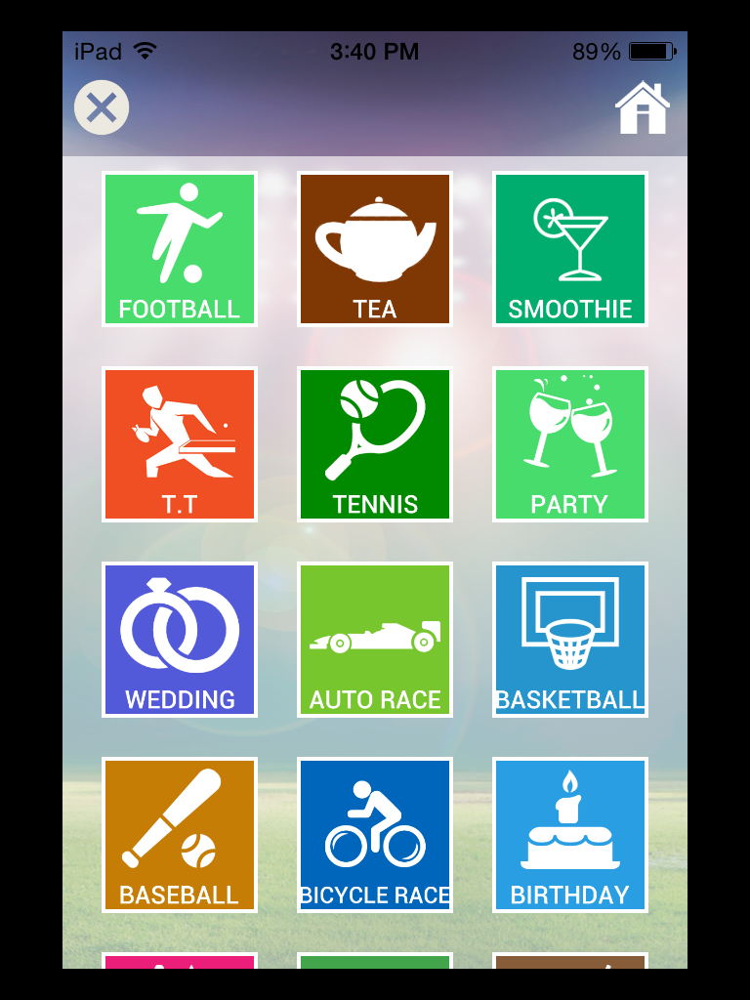 iPad 3:40 PM 89%
FOOTBALL TEA SMOOTHIE
T.T TENNIS PARTY
WEDDING AUTO RACE BASKETBALL
BASEBALL BICYCLE RACE BIRTHDAY